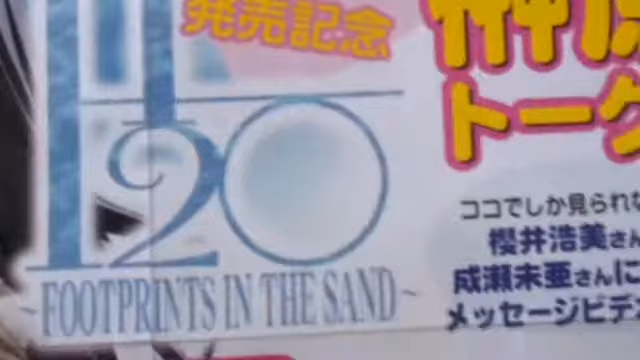 発売記念
トーク
120
~FOOTPRINTS IN THE SAND~
ココでしか見られな
櫻井浩美さん
成瀬未亜さんに
メッセージビデ